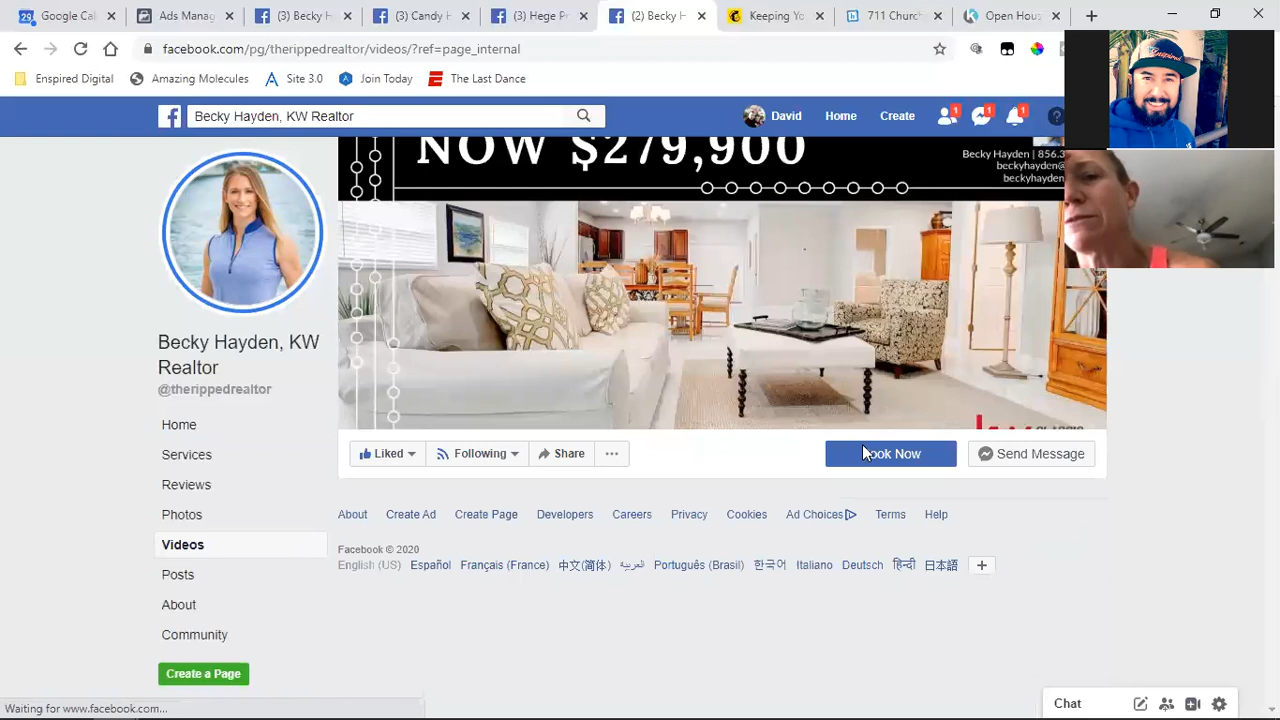 29 Google Cal
Ads Manag
(3) Becky H
(3) Candy H
(3) Hege Pr
(2) Becky H
Keeping Yo
711 Church
Open Hous
facebook.com/pg/therippedrealtor/videos/?ref=page_internal
Enspired Digital
Amazing Molecules
Site 3.0
Join Today
The Last Dance
Becky Hayden, KW Realtor
David
Home
Create
1
1
1
NOW $279,900
Becky Hayden | 856.3
beckyhayden@
beckyhayden
Becky Hayden, KW
Realtor
@therippedrealtor
Home
Services
Reviews
Photos
Videos
Posts
About
Community
Create a Page
Liked
Following
Share
Book Now
Send Message
About Create Ad Create Page Developers Careers Privacy Cookies Ad Choices Terms Help
Facebook © 2020
English (US) Español Français (France) 中文(简体) العربية Português (Brasil) 한국어 Italiano Deutsch हिन्दी 日本語
Waiting for www.facebook.com...
Chat